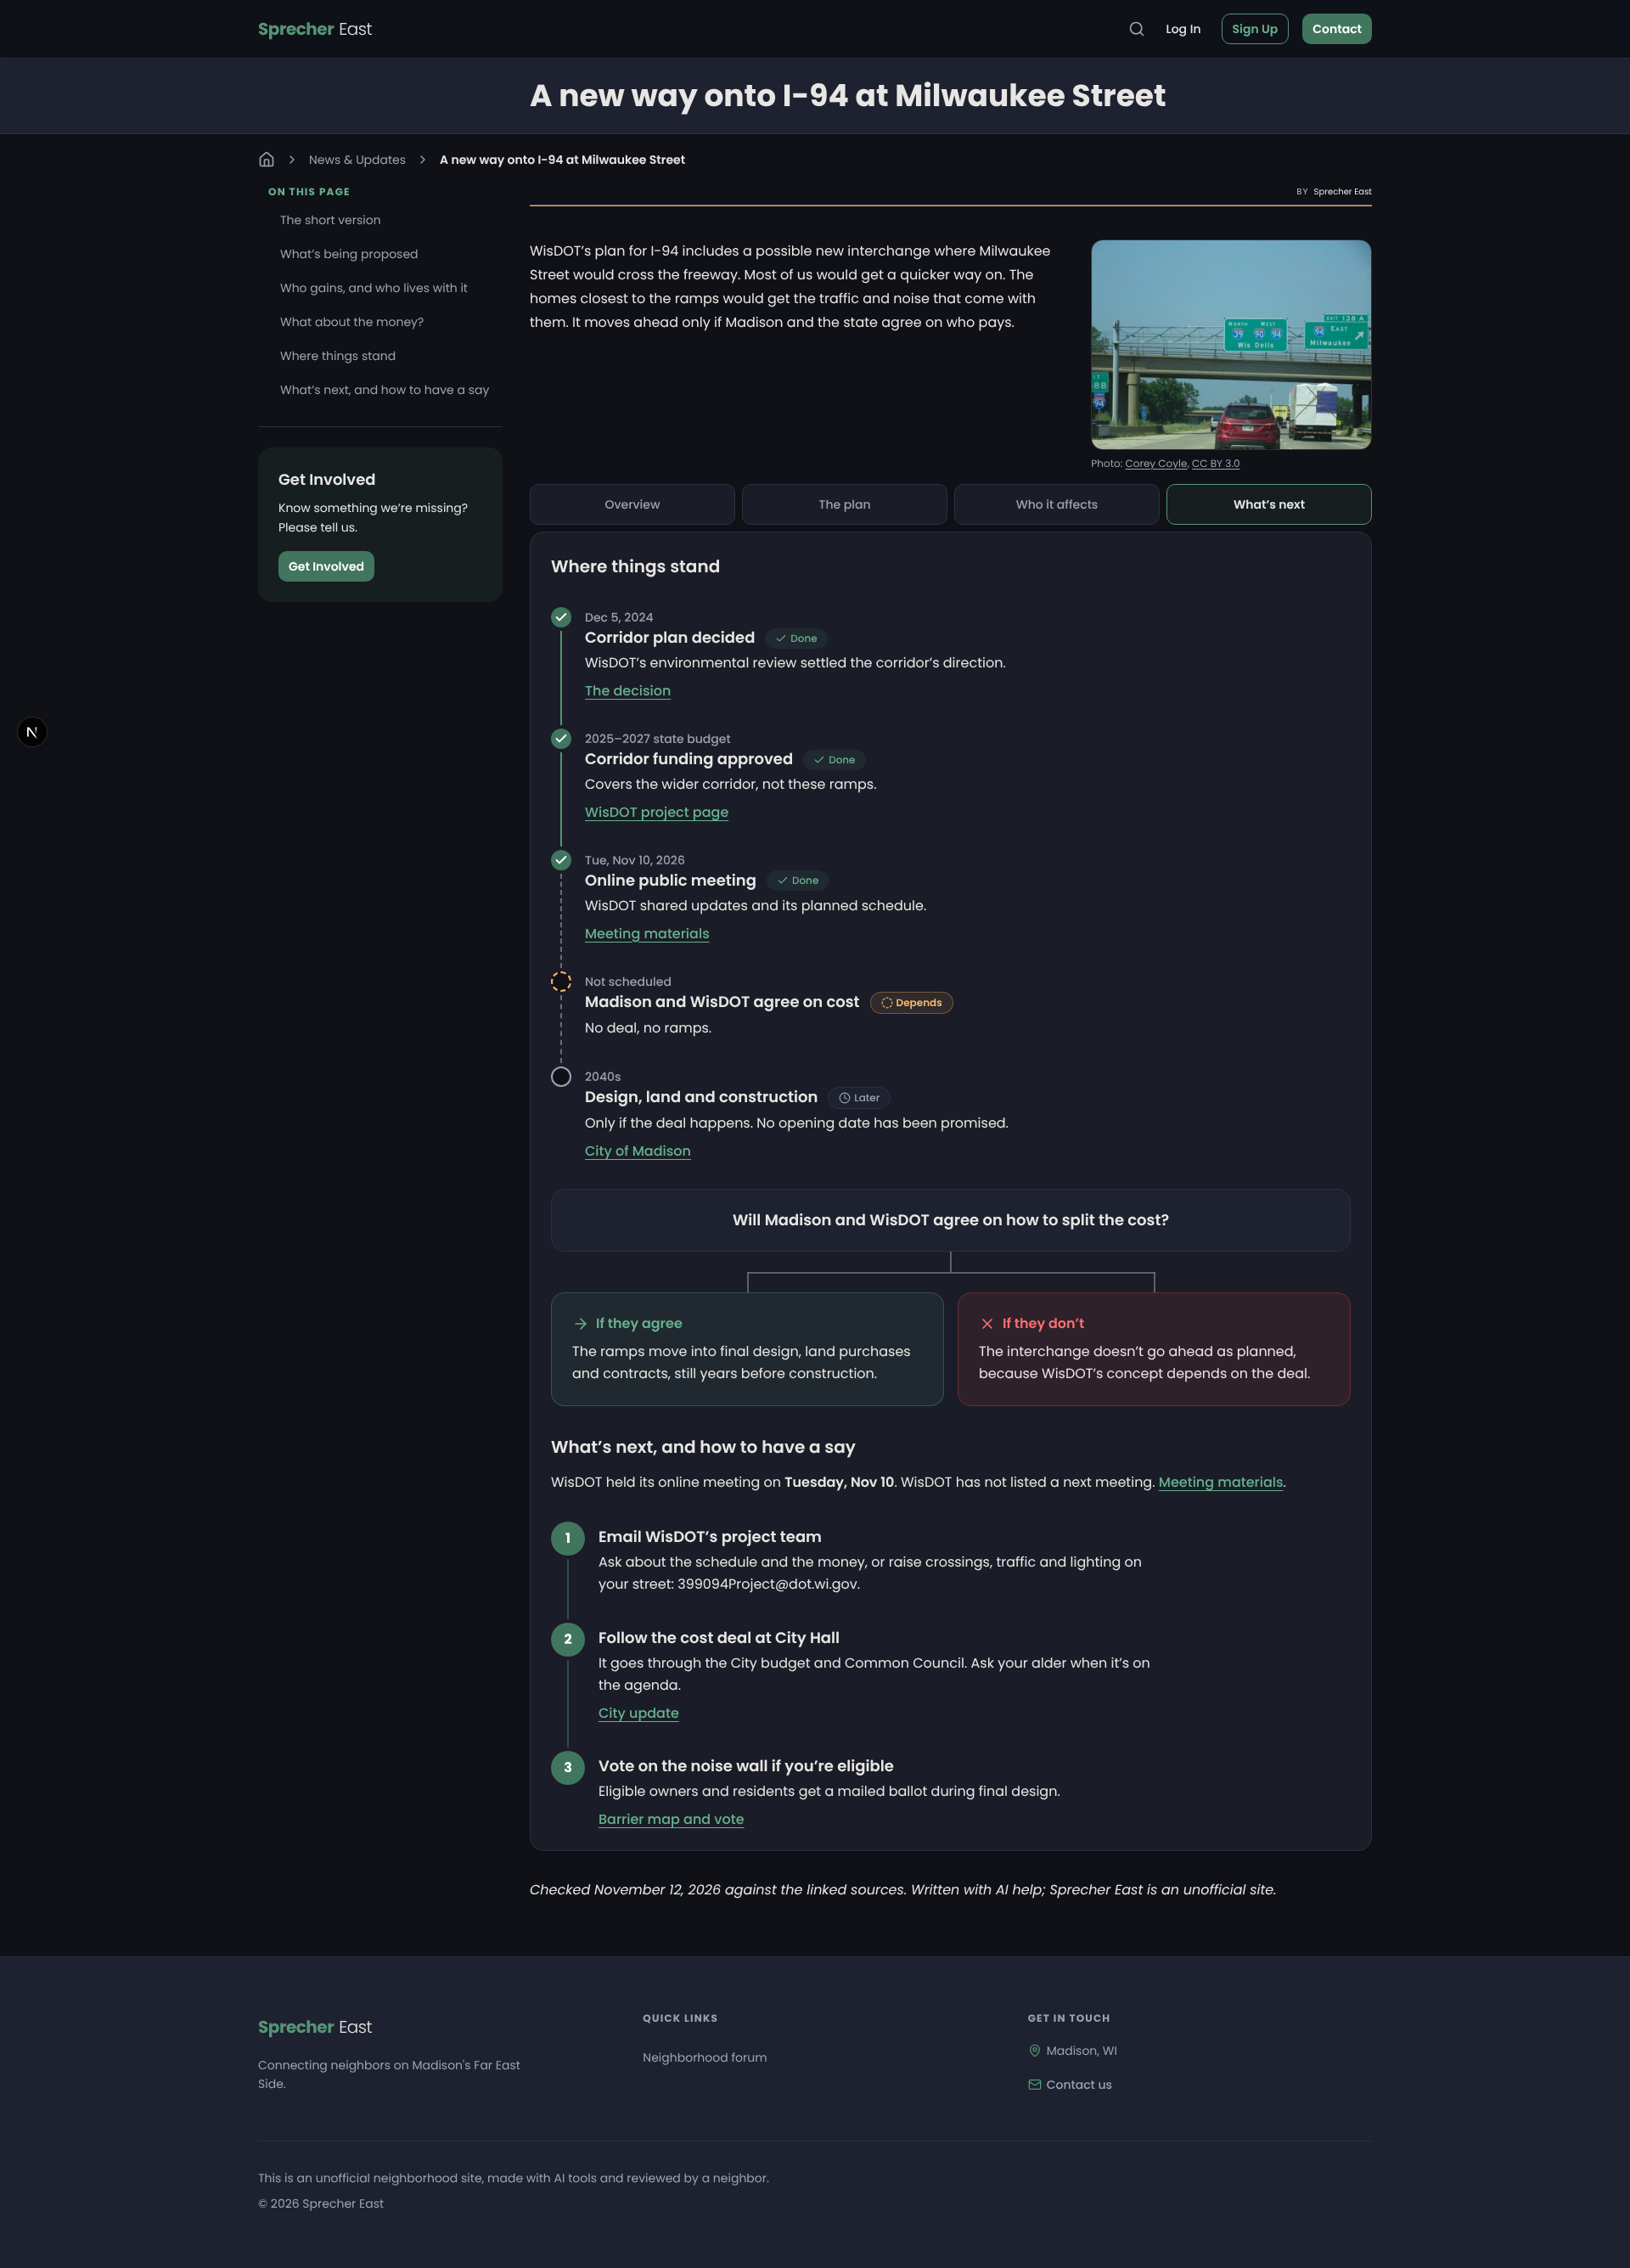 Sprecher East
Log In
Sign Up
Contact
A new way onto I-94 at Milwaukee Street
News & Updates
A new way onto I-94 at Milwaukee Street
ON THIS PAGE
The short version
What's being proposed
Who gains, and who lives with it
What about the money?
Where things stand
What's next, and how to have a say
Get Involved
Know something we're missing?
Please tell us.
Get Involved
BY Sprecher East
WisDOT's plan for I-94 includes a possible new interchange where Milwaukee
Street would cross the freeway. Most of us would get a quicker way on. The
homes closest to the ramps would get the traffic and noise that come with
them. It moves ahead only if Madison and the state agree on who pays.
North West
39 90 94
Wis Dells
EXIT 138 A
94 EAST
Milwaukee
94
Photo: Corey Coyle, CC BY 3.0
Overview
The plan
Who it affects
What's next
Where things stand
Dec 5, 2024
Corridor plan decided
Done
WisDOT's environmental review settled the corridor's direction.
The decision
2025–2027 state budget
Corridor funding approved
Done
Covers the wider corridor, not these ramps.
WisDOT project page
Tue, Nov 10, 2026
Online public meeting
Done
WisDOT shared updates and its planned schedule.
Meeting materials
Not scheduled
Madison and WisDOT agree on cost
Depends
No deal, no ramps.
2040s
Design, land and construction
Later
Only if the deal happens. No opening date has been promised.
City of Madison
Will Madison and WisDOT agree on how to split the cost?
If they agree
The ramps move into final design, land purchases
and contracts, still years before construction.
If they don't
The interchange doesn't go ahead as planned,
because WisDOT's concept depends on the deal.
What's next, and how to have a say
WisDOT held its online meeting on Tuesday, Nov 10. WisDOT has not listed a next meeting. Meeting materials.
1
Email WisDOT's project team
Ask about the schedule and the money, or raise crossings, traffic and lighting on
your street: 399094Project@dot.wi.gov.
2
Follow the cost deal at City Hall
It goes through the City budget and Common Council. Ask your alder when it's on
the agenda.
City update
3
Vote on the noise wall if you're eligible
Eligible owners and residents get a mailed ballot during final design.
Barrier map and vote
Checked November 12, 2026 against the linked sources. Written with AI help; Sprecher East is an unofficial site.
Sprecher East
Connecting neighbors on Madison's Far East
Side.
QUICK LINKS
Neighborhood forum
GET IN TOUCH
Madison, WI
Contact us
This is an unofficial neighborhood site, made with AI tools and reviewed by a neighbor.
© 2026 Sprecher East